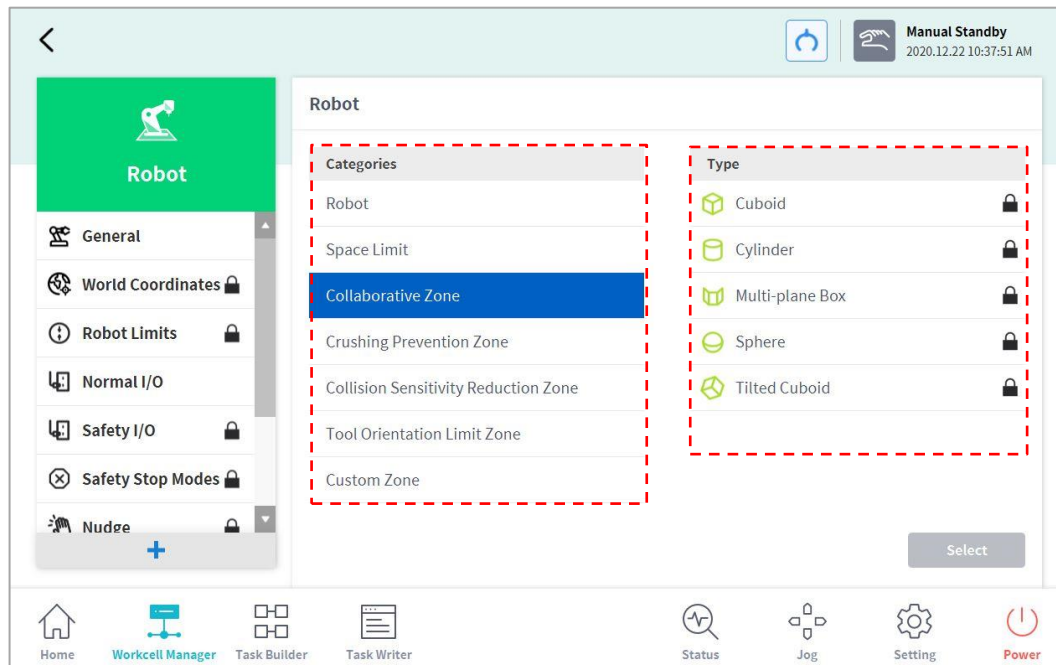 Manual Standby
2020.12.22 10:37:51 AM
Robot
General
World Coordinates
Robot Limits
Normal I/O
Safety I/O
Safety Stop Modes
Nudge
Robot
Categories
Robot
Space Limit
Collaborative Zone
Crushing Prevention Zone
Collision Sensitivity Reduction Zone
Tool Orientation Limit Zone
Custom Zone
Type
Cuboid
Cylinder
Multi-plane Box
Sphere
Tilted Cuboid
Select
Home
Workcell Manager
Task Builder
Task Writer
Status
Jog
Setting
Power